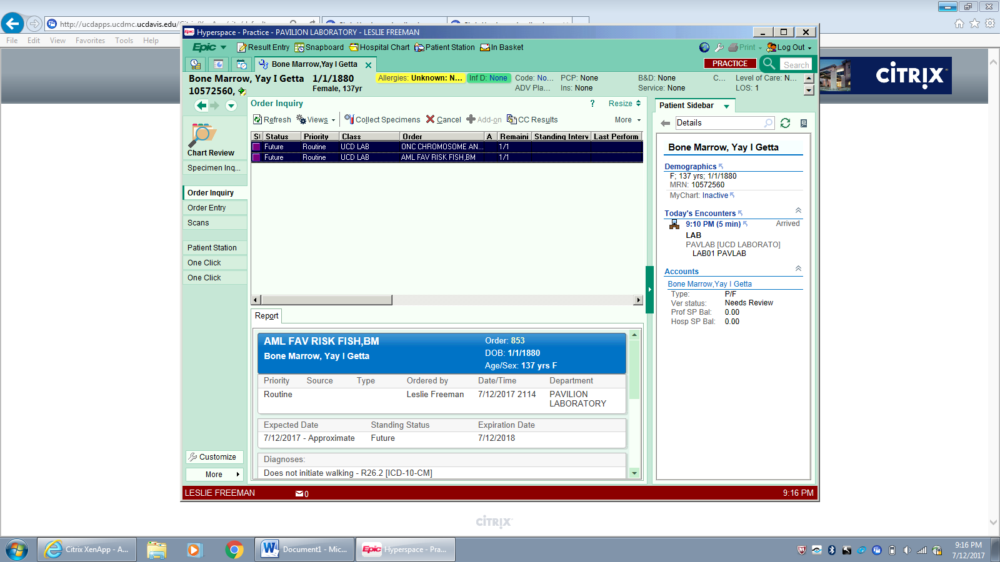 http://ucdapps.ucdmc.ucdavis.edu/
File Edit View Favorites Tools Help
Epic Hyperspace - Practice - PAVILION LABORATORY - LESLIE FREEMAN
Epic Result Entry Snapboard Hospital Chart Patient Station In Basket Print Log Out
Bone Marrow,Yay I Getta PRACTICE Search
CITRIX
Bone Marrow, Yay I Getta 1/1/1880 Allergies: Unknown: N... Inf D: None Code: No... PCP: None B&D: None C... Level of Care: N...
10572560, Female, 137yr ADV Pla... Ins: None Service: None LOS: 1
Order Inquiry ? Resize
Refresh Views Collect Specimens Cancel Add-on CC Results More
Status Priority Class Order A Remaini Standing Interv Last Perform
Future Routine UCD LAB ONC CHROMOSOME AN... 1/1
Future Routine UCD LAB AML FAV RISK FISH,BM 1/1
Chart Review
Specimen Inq...
Order Inquiry
Order Entry
Scans
Patient Station
One Click
One Click
Customize
More
Report
AML FAV RISK FISH,BM Order: 853
Bone Marrow, Yay I Getta DOB: 1/1/1880
Age/Sex: 137 yrs F
Priority Source Type Ordered by Date/Time Department
Routine Leslie Freeman 7/12/2017 2114 PAVILION
LABORATORY
Expected Date Standing Status Expiration Date
7/12/2017 - Approximate Future 7/12/2018
Diagnoses:
Does not initiate walking - R26.2 [ICD-10-CM]
Patient Sidebar
Details
Bone Marrow, Yay I Getta
Demographics
F; 137 yrs; 1/1/1880
MRN: 10572560
MyChart: Inactive
Today's Encounters
9:10 PM (5 min) Arrived
LAB
PAVLAB [UCD LABORATO]
LAB01 PAVLAB
Accounts
Bone Marrow,Yay I Getta
Type: P/F
Ver status: Needs Review
Prof SP Bal: 0.00
Hosp SP Bal: 0.00
LESLIE FREEMAN 0 9:16 PM
CITRIX
Citrix XenApp - A... Document1 - Mic... Epic Hyperspace - Pra... 9:16 PM
7/12/2017